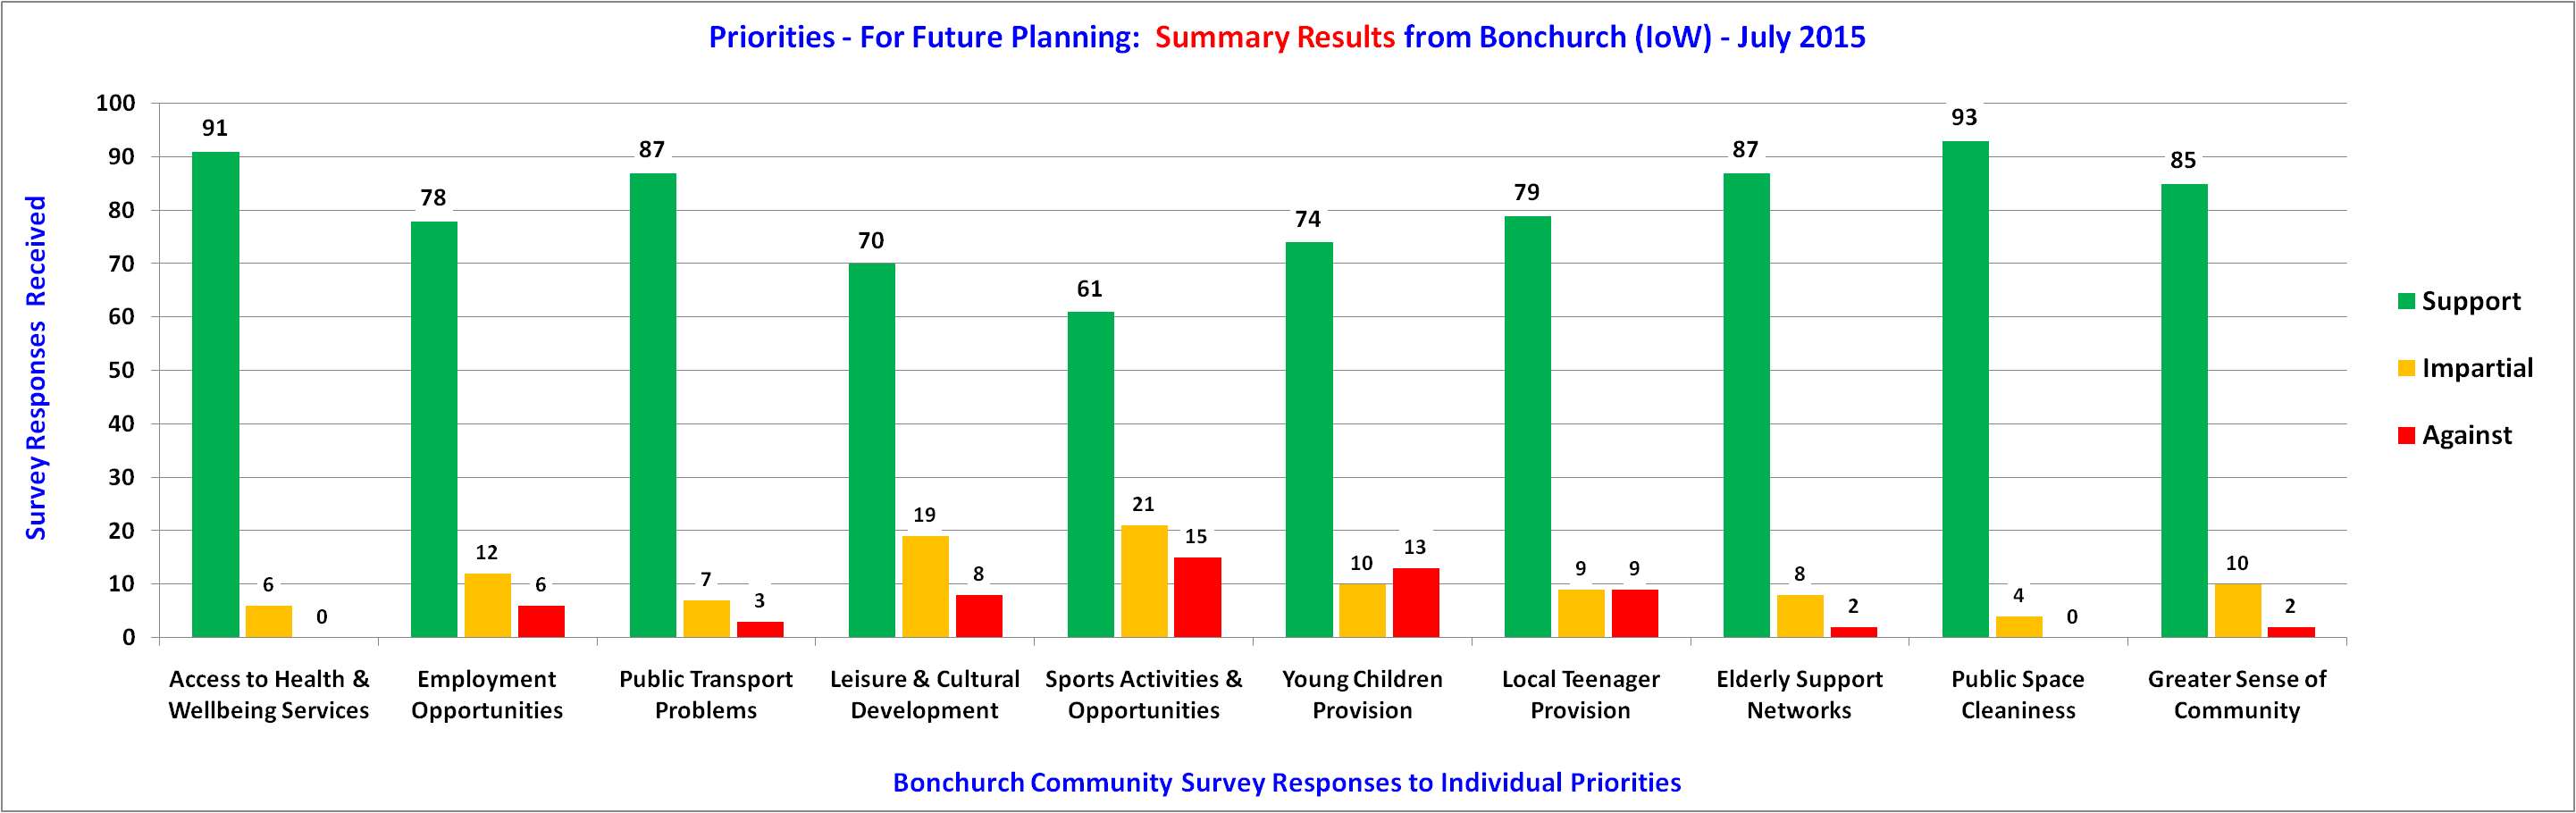 Priorities - For Future Planning:  Summary Results from Bonchurch (IoW) - July 2015
Survey Responses  Received
100
90
80
70
60
50
40
30
20
10
0
91
6
0
78
12
6
87
7
3
70
19
8
61
21
15
74
10
13
79
9
9
87
8
2
93
4
0
85
10
2
Access to Health &
Wellbeing Services
Employment
Opportunities
Public Transport
Problems
Leisure & Cultural
Development
Sports Activities &
Opportunities
Young Children
Provision
Local Teenager
Provision
Elderly Support
Networks
Public Space
Cleaniness
Greater Sense of
Community
Bonchurch Community Survey Responses to Individual Priorities
Support
Impartial
Against